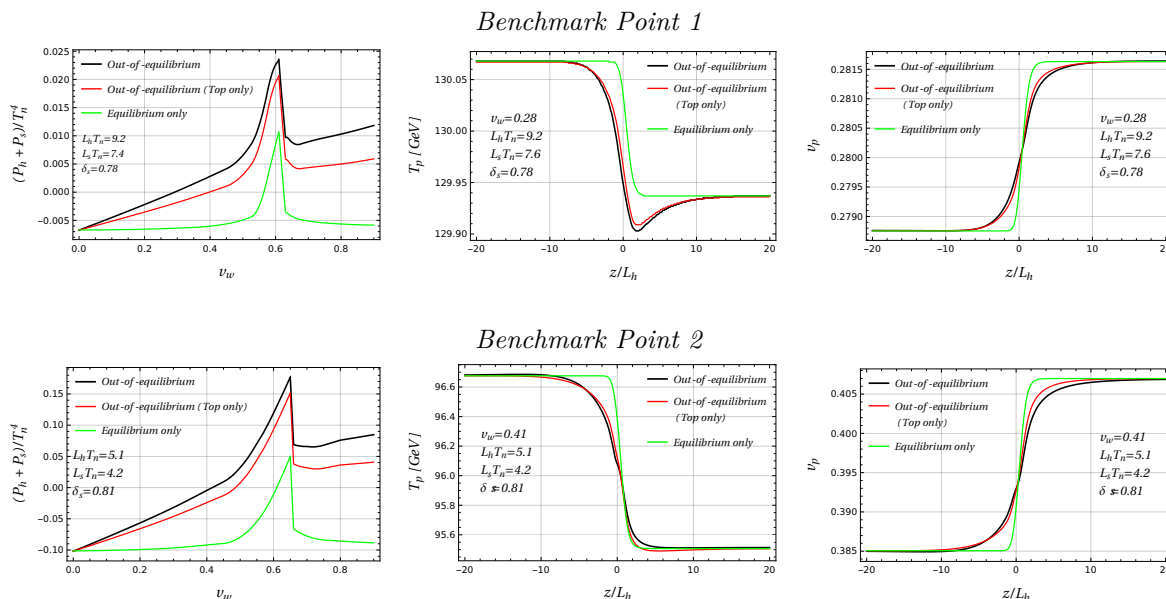 Benchmark Point 1
(P_h + P_s)/T_n^4
0.025
0.020
0.015
0.010
0.005
0.000
−0.005
Out-of-equilibrium
Out-of-equilibrium (Top only)
Equilibrium only
L_hT_n=9.2
L_sT_n=7.4
δ_s=0.78
0.0 0.2 0.4 0.6 0.8
v_w
T_p [GeV]
130.05
130.00
129.95
129.90
Out-of-equilibrium
Out-of-equilibrium
(Top only)
Equilibrium only
v_w=0.28
L_hT_n=9.2
L_sT_n=7.6
δ_s=0.78
−20 −10 0 10 20
z/L_h
v_p
0.2815
0.2810
0.2805
0.2800
0.2795
0.2790
Out-of-equilibrium
Out-of-equilibrium
(Top only)
Equilibrium only
v_w=0.28
L_hT_n=9.2
L_sT_n=7.6
δ_s=0.78
−20 −10 0 10 20
z/L_h
Benchmark Point 2
(P_h + P_s)/T_n^4
0.15
0.10
0.05
0.00
−0.05
−0.10
Out-of-equilibrium
Out-of-equilibrium (Top only)
Equilibrium only
L_hT_n=5.1
L_sT_n=4.2
δ_s=0.81
0.0 0.2 0.4 0.6 0.8
v_w
T_p [GeV]
96.6
96.4
96.2
96.0
95.8
95.6
Out-of-equilibrium
Out-of-equilibrium
(Top only)
Equilibrium only
v_w=0.41
L_hT_n=5.1
L_sT_n=4.2
δ_s=0.81
−20 −10 0 10 20
z/L_h
v_p
0.405
0.400
0.395
0.390
0.385
Out-of-equilibrium
Out-of-equilibrium
(Top only)
Equilibrium only
v_w=0.41
L_hT_n=5.1
L_sT_n=4.2
δ_s=0.81
−20 −10 0 10 20
z/L_h